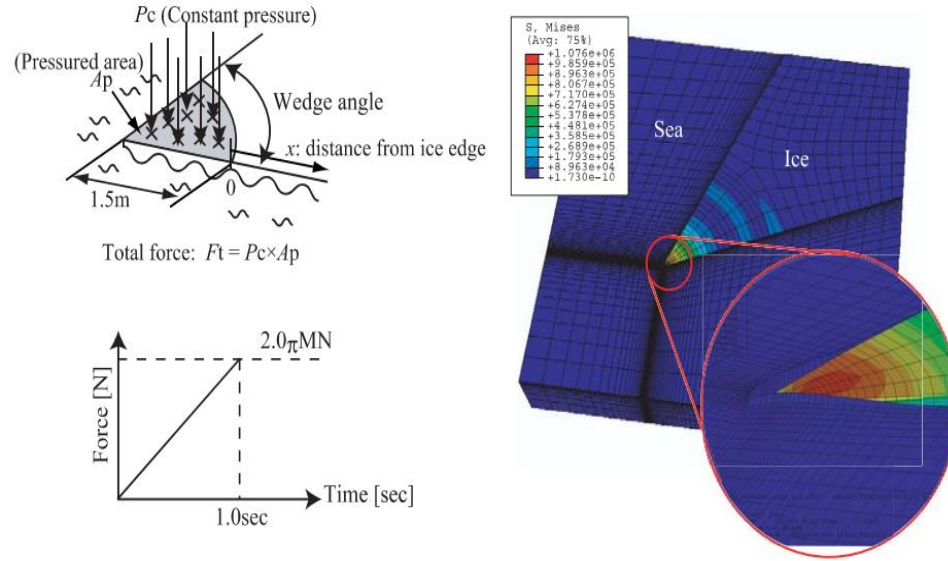 Pc (Constant pressure)
(Pressured area)
Ap
Wedge angle
x: distance from ice edge
0
1.5m
Total force: Ft = Pc×Ap
2.0πMN
Force [N]
Time [sec]
1.0sec
S, Mises
(Avg: 75%)
+1.076e+06
+9.859e+05
+8.963e+05
+8.067e+05
+7.170e+05
+6.274e+05
+5.378e+05
+4.481e+05
+3.585e+05
+2.689e+05
+1.793e+05
+8.963e+04
+1.730e-10
Sea
Ice